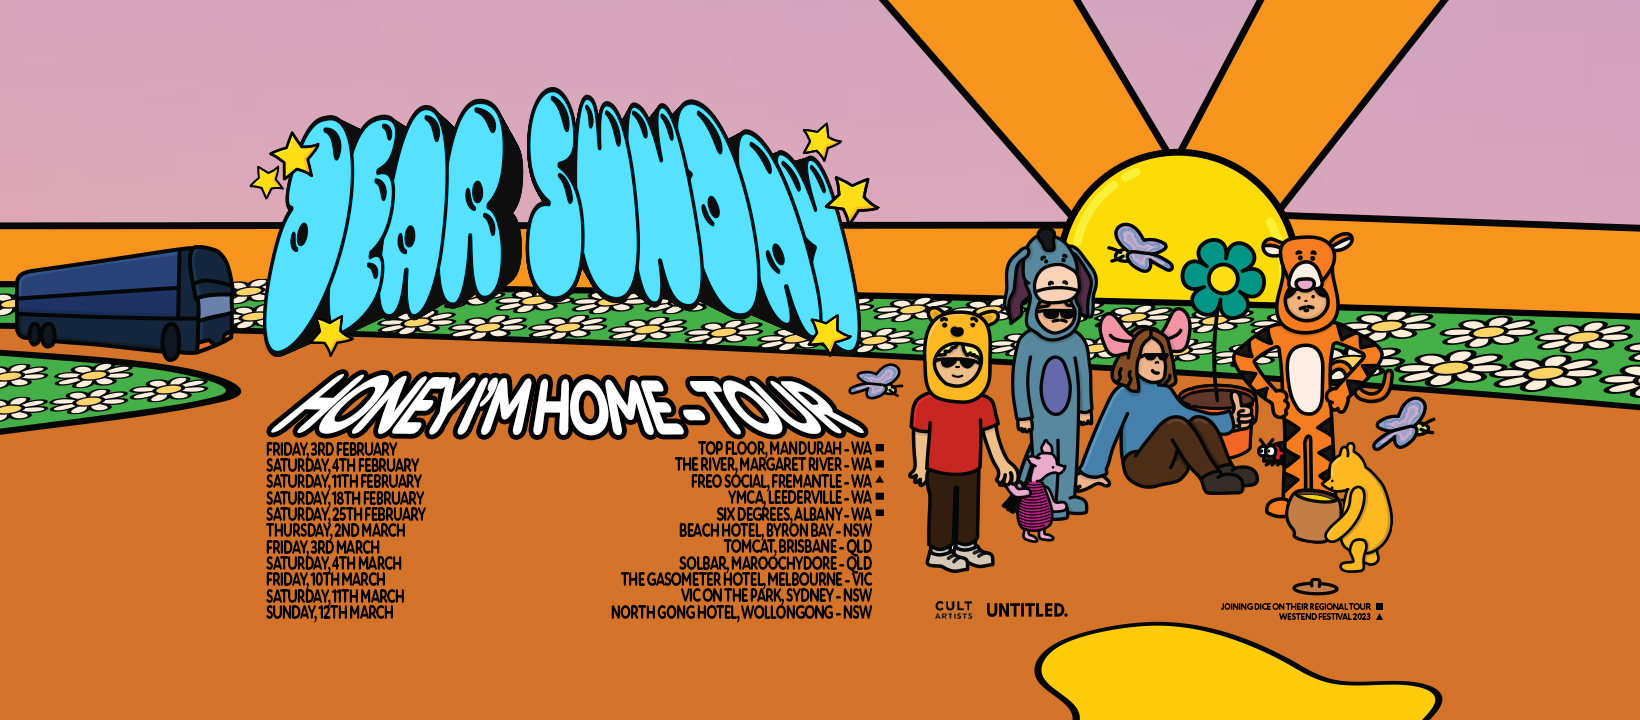 DEAR SUNDAY
HONEY I'M HOME - TOUR
FRIDAY, 3RD FEBRUARY TOP FLOOR, MANDURAH - WA ■
SATURDAY, 4TH FEBRUARY THE RIVER, MARGARET RIVER - WA ■
SATURDAY, 11TH FEBRUARY FREO SOCIAL, FREMANTLE - WA ▲
SATURDAY, 18TH FEBRUARY YMCA, LEEDERVILLE - WA ■
SATURDAY, 25TH FEBRUARY SIX DEGREES, ALBANY - WA ■
THURSDAY, 2ND MARCH BEACH HOTEL, BYRON BAY - NSW
FRIDAY, 3RD MARCH TOMCAT, BRISBANE - QLD
SATURDAY, 4TH MARCH SOLBAR, MAROOCHYDORE - QLD
FRIDAY, 10TH MARCH THE GASOMETER HOTEL, MELBOURNE - VIC
SATURDAY, 11TH MARCH VIC ON THE PARK, SYDNEY - NSW
SUNDAY, 12TH MARCH NORTH GONG HOTEL, WOLLONGONG - NSW
CULT
ARTISTS
UNTITLED.
JOINING DICE ON THEIR REGIONAL TOUR ■
WESTEND FESTIVAL 2023 ▲